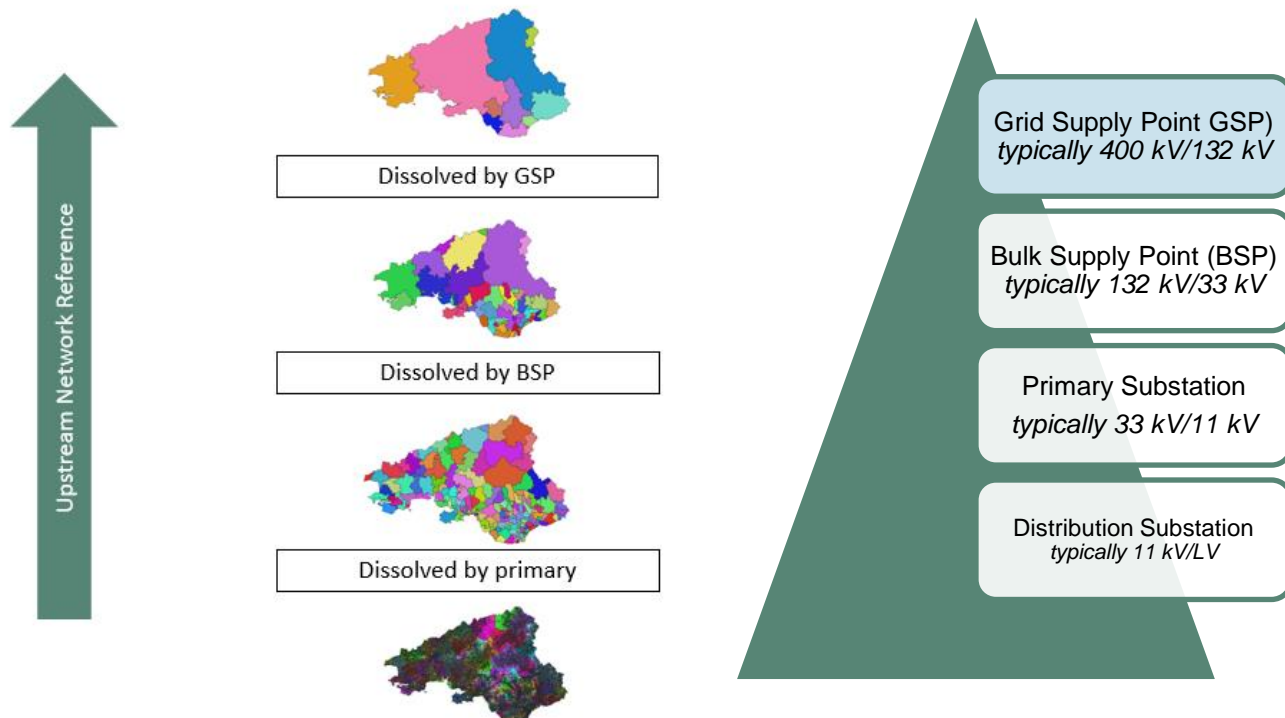 Upstream Network Reference
Dissolved by GSP
Dissolved by BSP
Dissolved by primary
Grid Supply Point GSP)
typically 400 kV/132 kV
Bulk Supply Point (BSP)
typically 132 kV/33 kV
Primary Substation
typically 33 kV/11 kV
Distribution Substation
typically 11 kV/LV